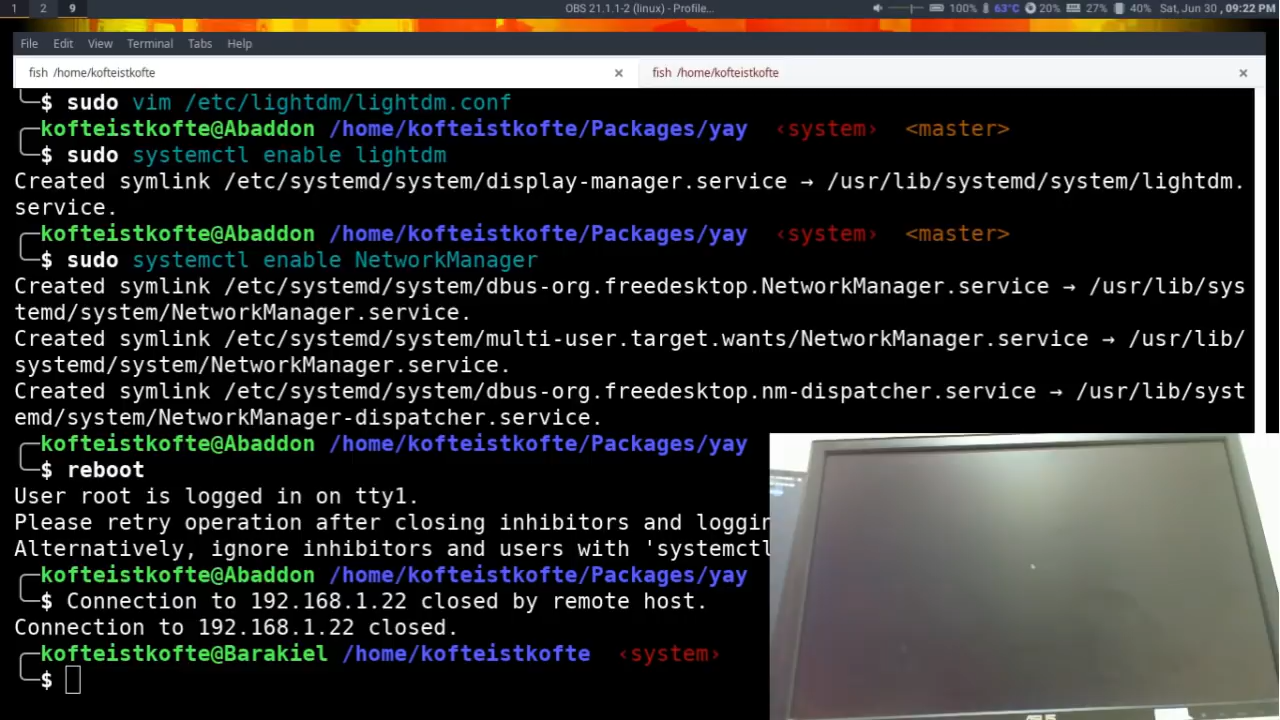 1 2 9 OBS 21.1.1-2 (linux) - Profile... 100% 63°C 20% 27% 40% Sat, Jun 30 , 09:22 PM
File Edit View Terminal Tabs Help
fish /home/kofteistkofte × fish /home/kofteistkofte ×
╰─$ sudo vim /etc/lightdm/lightdm.conf
╭─kofteistkofte@Abaddon /home/kofteistkofte/Packages/yay ‹system› <master>
╰─$ sudo systemctl enable lightdm
Created symlink /etc/systemd/system/display-manager.service → /usr/lib/systemd/system/lightdm.
service.
╭─kofteistkofte@Abaddon /home/kofteistkofte/Packages/yay ‹system› <master>
╰─$ sudo systemctl enable NetworkManager
Created symlink /etc/systemd/system/dbus-org.freedesktop.NetworkManager.service → /usr/lib/sys
temd/system/NetworkManager.service.
Created symlink /etc/systemd/system/multi-user.target.wants/NetworkManager.service → /usr/lib/
systemd/system/NetworkManager.service.
Created symlink /etc/systemd/system/dbus-org.freedesktop.nm-dispatcher.service → /usr/lib/syst
emd/system/NetworkManager-dispatcher.service.
╭─kofteistkofte@Abaddon /home/kofteistkofte/Packages/yay
╰─$ reboot
User root is logged in on tty1.
Please retry operation after closing inhibitors and loggin
Alternatively, ignore inhibitors and users with 'systemctl
╭─kofteistkofte@Abaddon /home/kofteistkofte/Packages/yay
╰─$ Connection to 192.168.1.22 closed by remote host.
Connection to 192.168.1.22 closed.
╭─kofteistkofte@Barakiel /home/kofteistkofte ‹system›
╰─$
ASUS